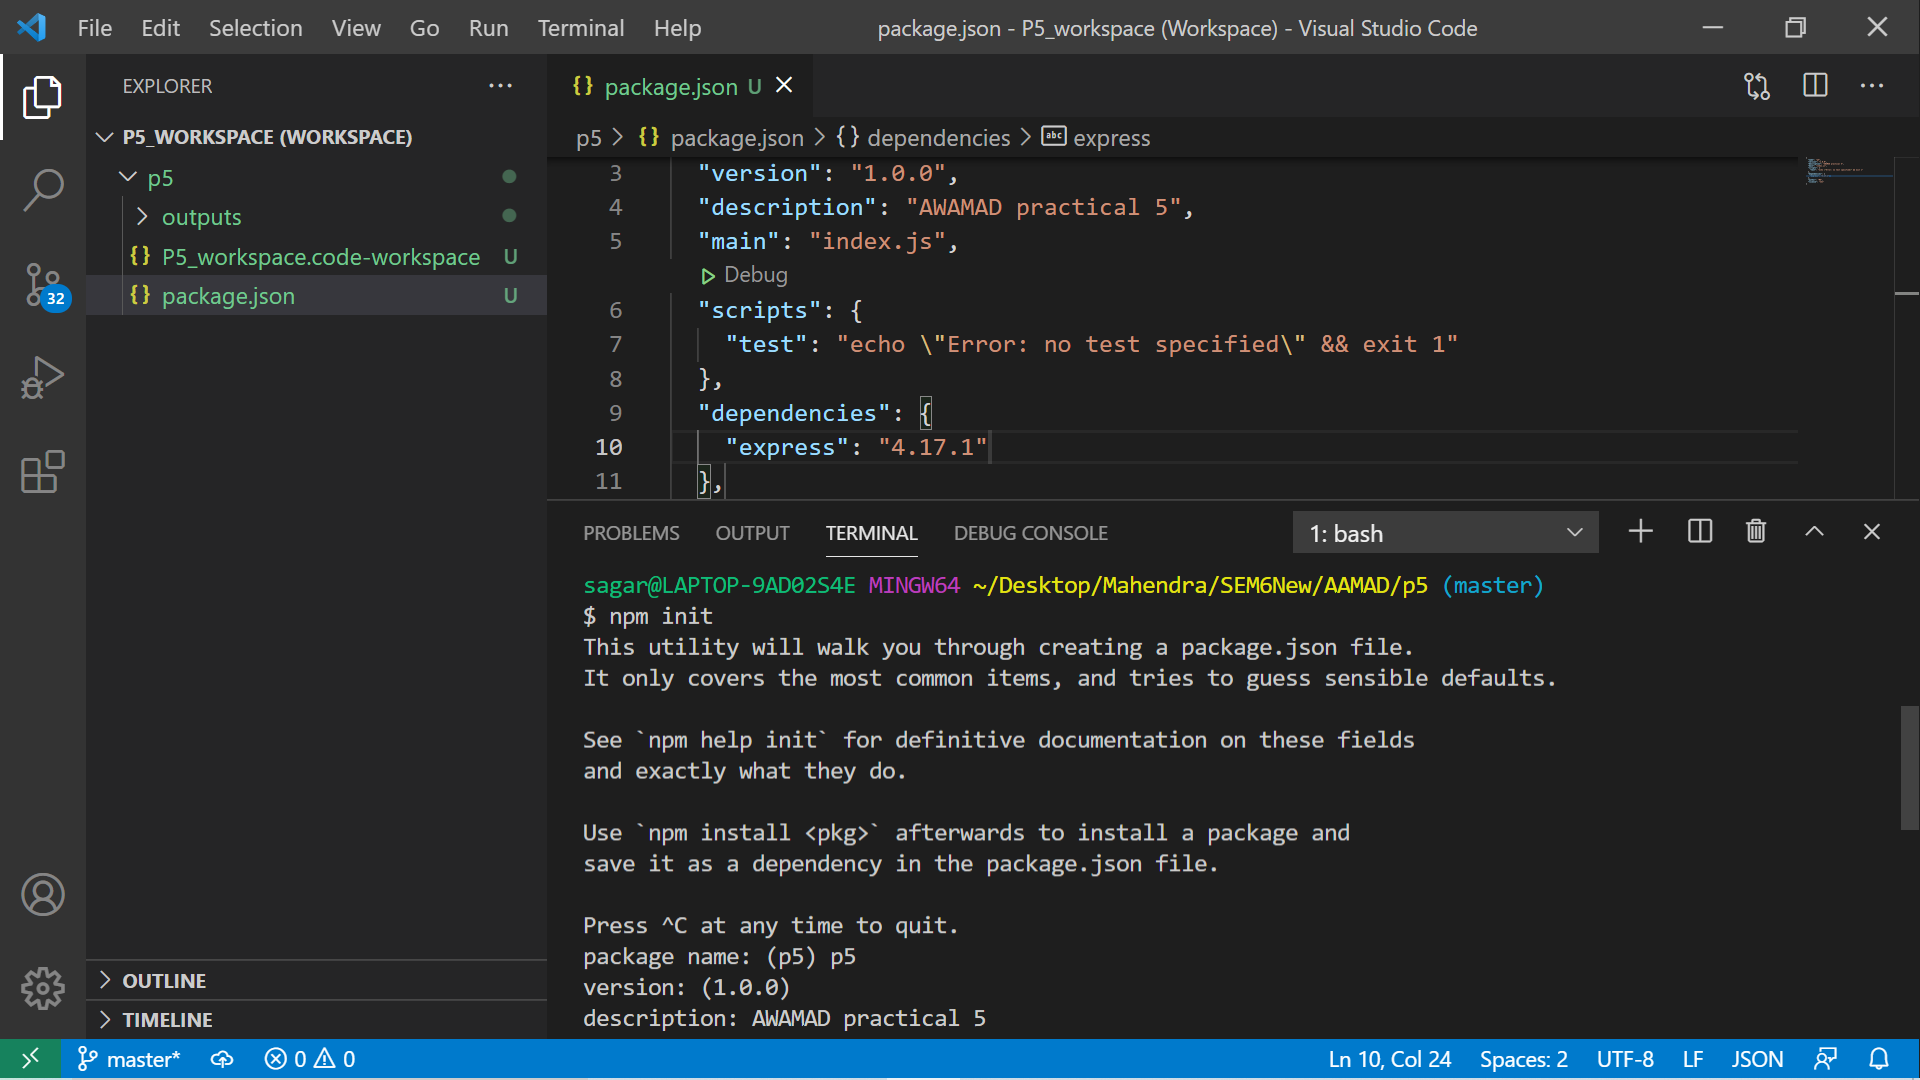 File Edit Selection View Go Run Terminal Help package.json - P5_workspace (Workspace) - Visual Studio Code
EXPLORER
P5_WORKSPACE (WORKSPACE)
p5
outputs
P5_workspace.code-workspace U
package.json U
32
OUTLINE
TIMELINE
{} package.json U
p5 > {} package.json > {} dependencies > abc express
3 "version": "1.0.0",
4 "description": "AWAMAD practical 5",
5 "main": "index.js",
Debug
6 "scripts": {
7 "test": "echo \"Error: no test specified\" && exit 1"
8 },
9 "dependencies": {
10 "express": "4.17.1"
11 },
PROBLEMS OUTPUT TERMINAL DEBUG CONSOLE 1: bash
sagar@LAPTOP-9AD02S4E MINGW64 ~/Desktop/Mahendra/SEM6New/AAMAD/p5 (master)
$ npm init
This utility will walk you through creating a package.json file.
It only covers the most common items, and tries to guess sensible defaults.
See `npm help init` for definitive documentation on these fields
and exactly what they do.
Use `npm install <pkg>` afterwards to install a package and
save it as a dependency in the package.json file.
Press ^C at any time to quit.
package name: (p5) p5
version: (1.0.0)
description: AWAMAD practical 5
master* 0 0 Ln 10, Col 24 Spaces: 2 UTF-8 LF JSON